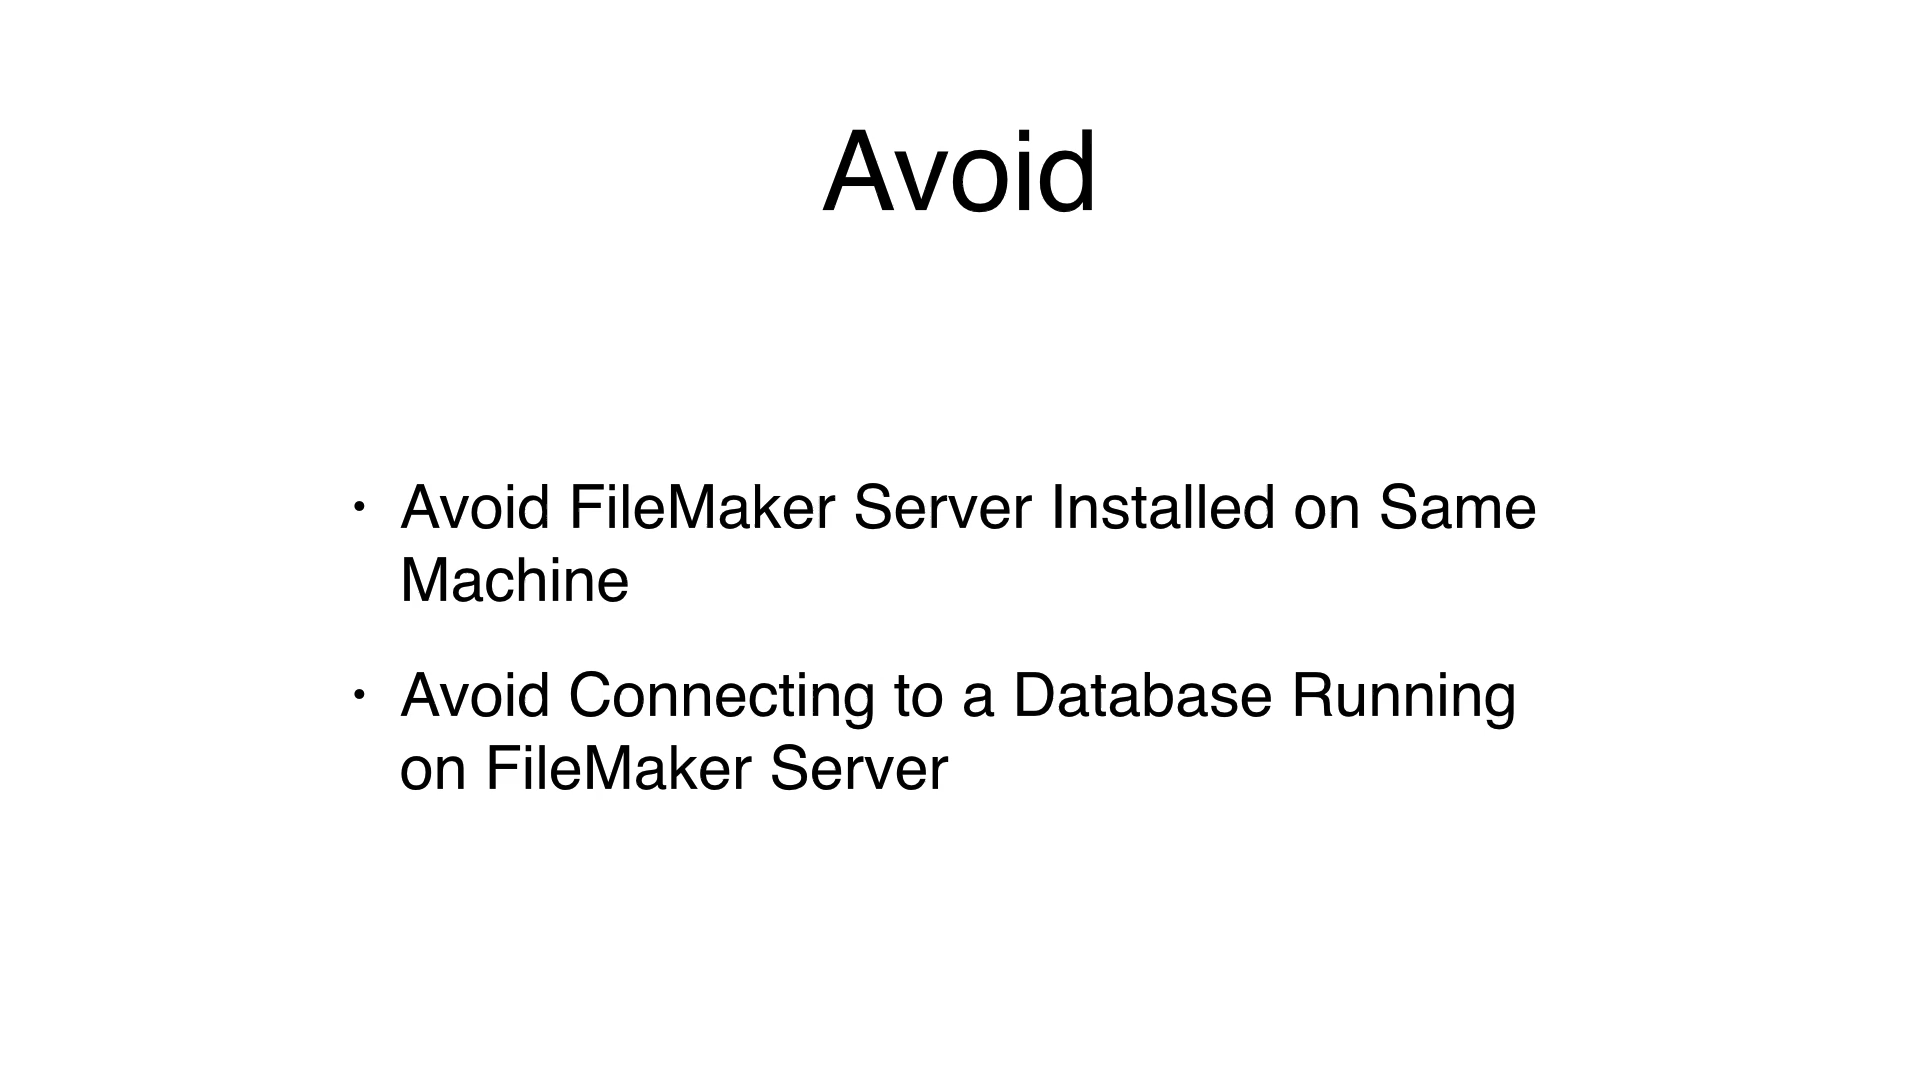 Avoid
• Avoid FileMaker Server Installed on Same
Machine
• Avoid Connecting to a Database Running
on FileMaker Server